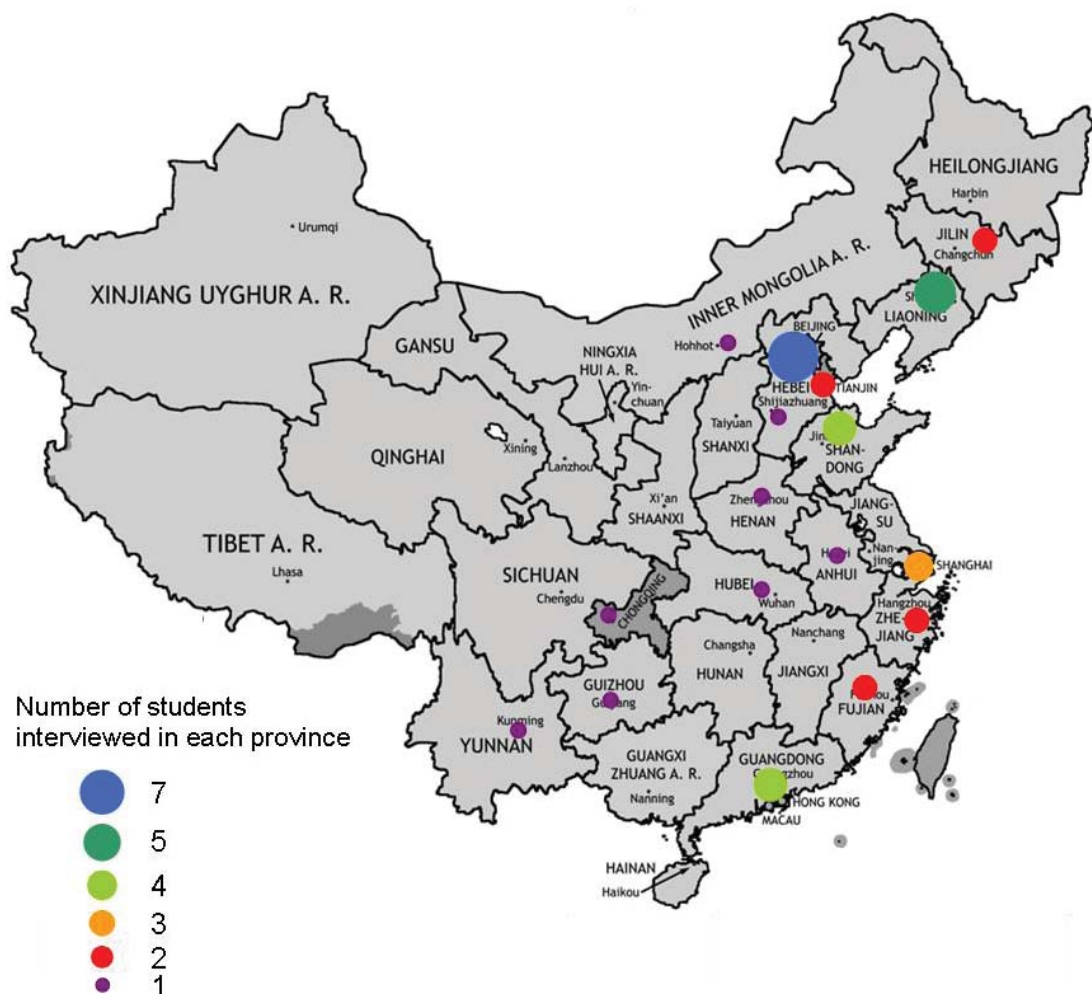 HEILONGJIANG
Harbin
JILIN
Changchun
Urumqi
XINJIANG UYGHUR A. R.
INNER MONGOLIA A. R.
LIAONING
BEIJING
Hohhot
GANSU
NINGXIA
HUI A. R.
Yin-
chuan
HEBEI
TIANJIN
Shijiazhuang
Taiyuan
SHANXI
SHAN-
DONG
QINGHAI
Xining
Lanzhou
Xi'an
SHAANXI
HENAN
JIANG-
SU
Nan-
jing
SHANGHAI
TIBET A. R.
Lhasa
SICHUAN
Chengdu
CHONGQING
HUBEI
Wuhan
ANHUI
Hangzhou
ZHE-
JIANG
Changsha
HUNAN
Nanchang
JIANGXI
GUIZHOU
FUJIAN
Kunming
YUNNAN
GUANGXI
ZHUANG A. R.
Nanning
GUANGDONG
HONG KONG
MACAU
HAINAN
Haikou
Number of students
interviewed in each province
7
5
4
3
2
1